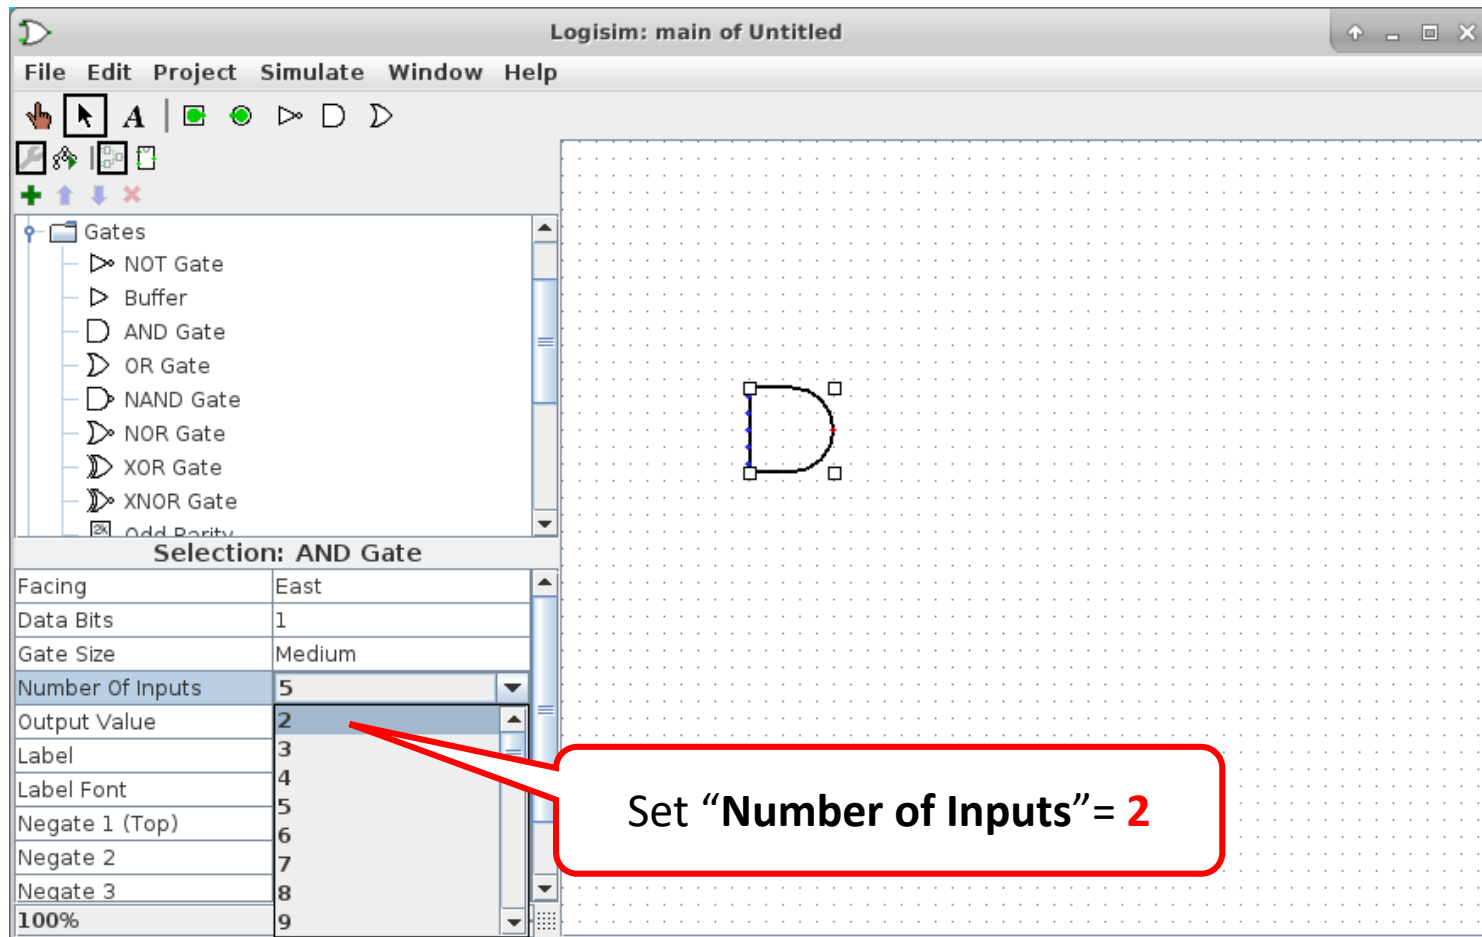 Logisim: main of Untitled
File Edit Project Simulate Window Help
A
Gates
NOT Gate
Buffer
AND Gate
OR Gate
NAND Gate
NOR Gate
XOR Gate
XNOR Gate
2k Odd Parity
Selection: AND Gate
Facing East
Data Bits 1
Gate Size Medium
Number Of Inputs 5
Output Value 2
Label 3
4
Label Font 5
Negate 1 (Top) 6
Negate 2 7
Negate 3 8
100% 9
Set “Number of Inputs”= 2